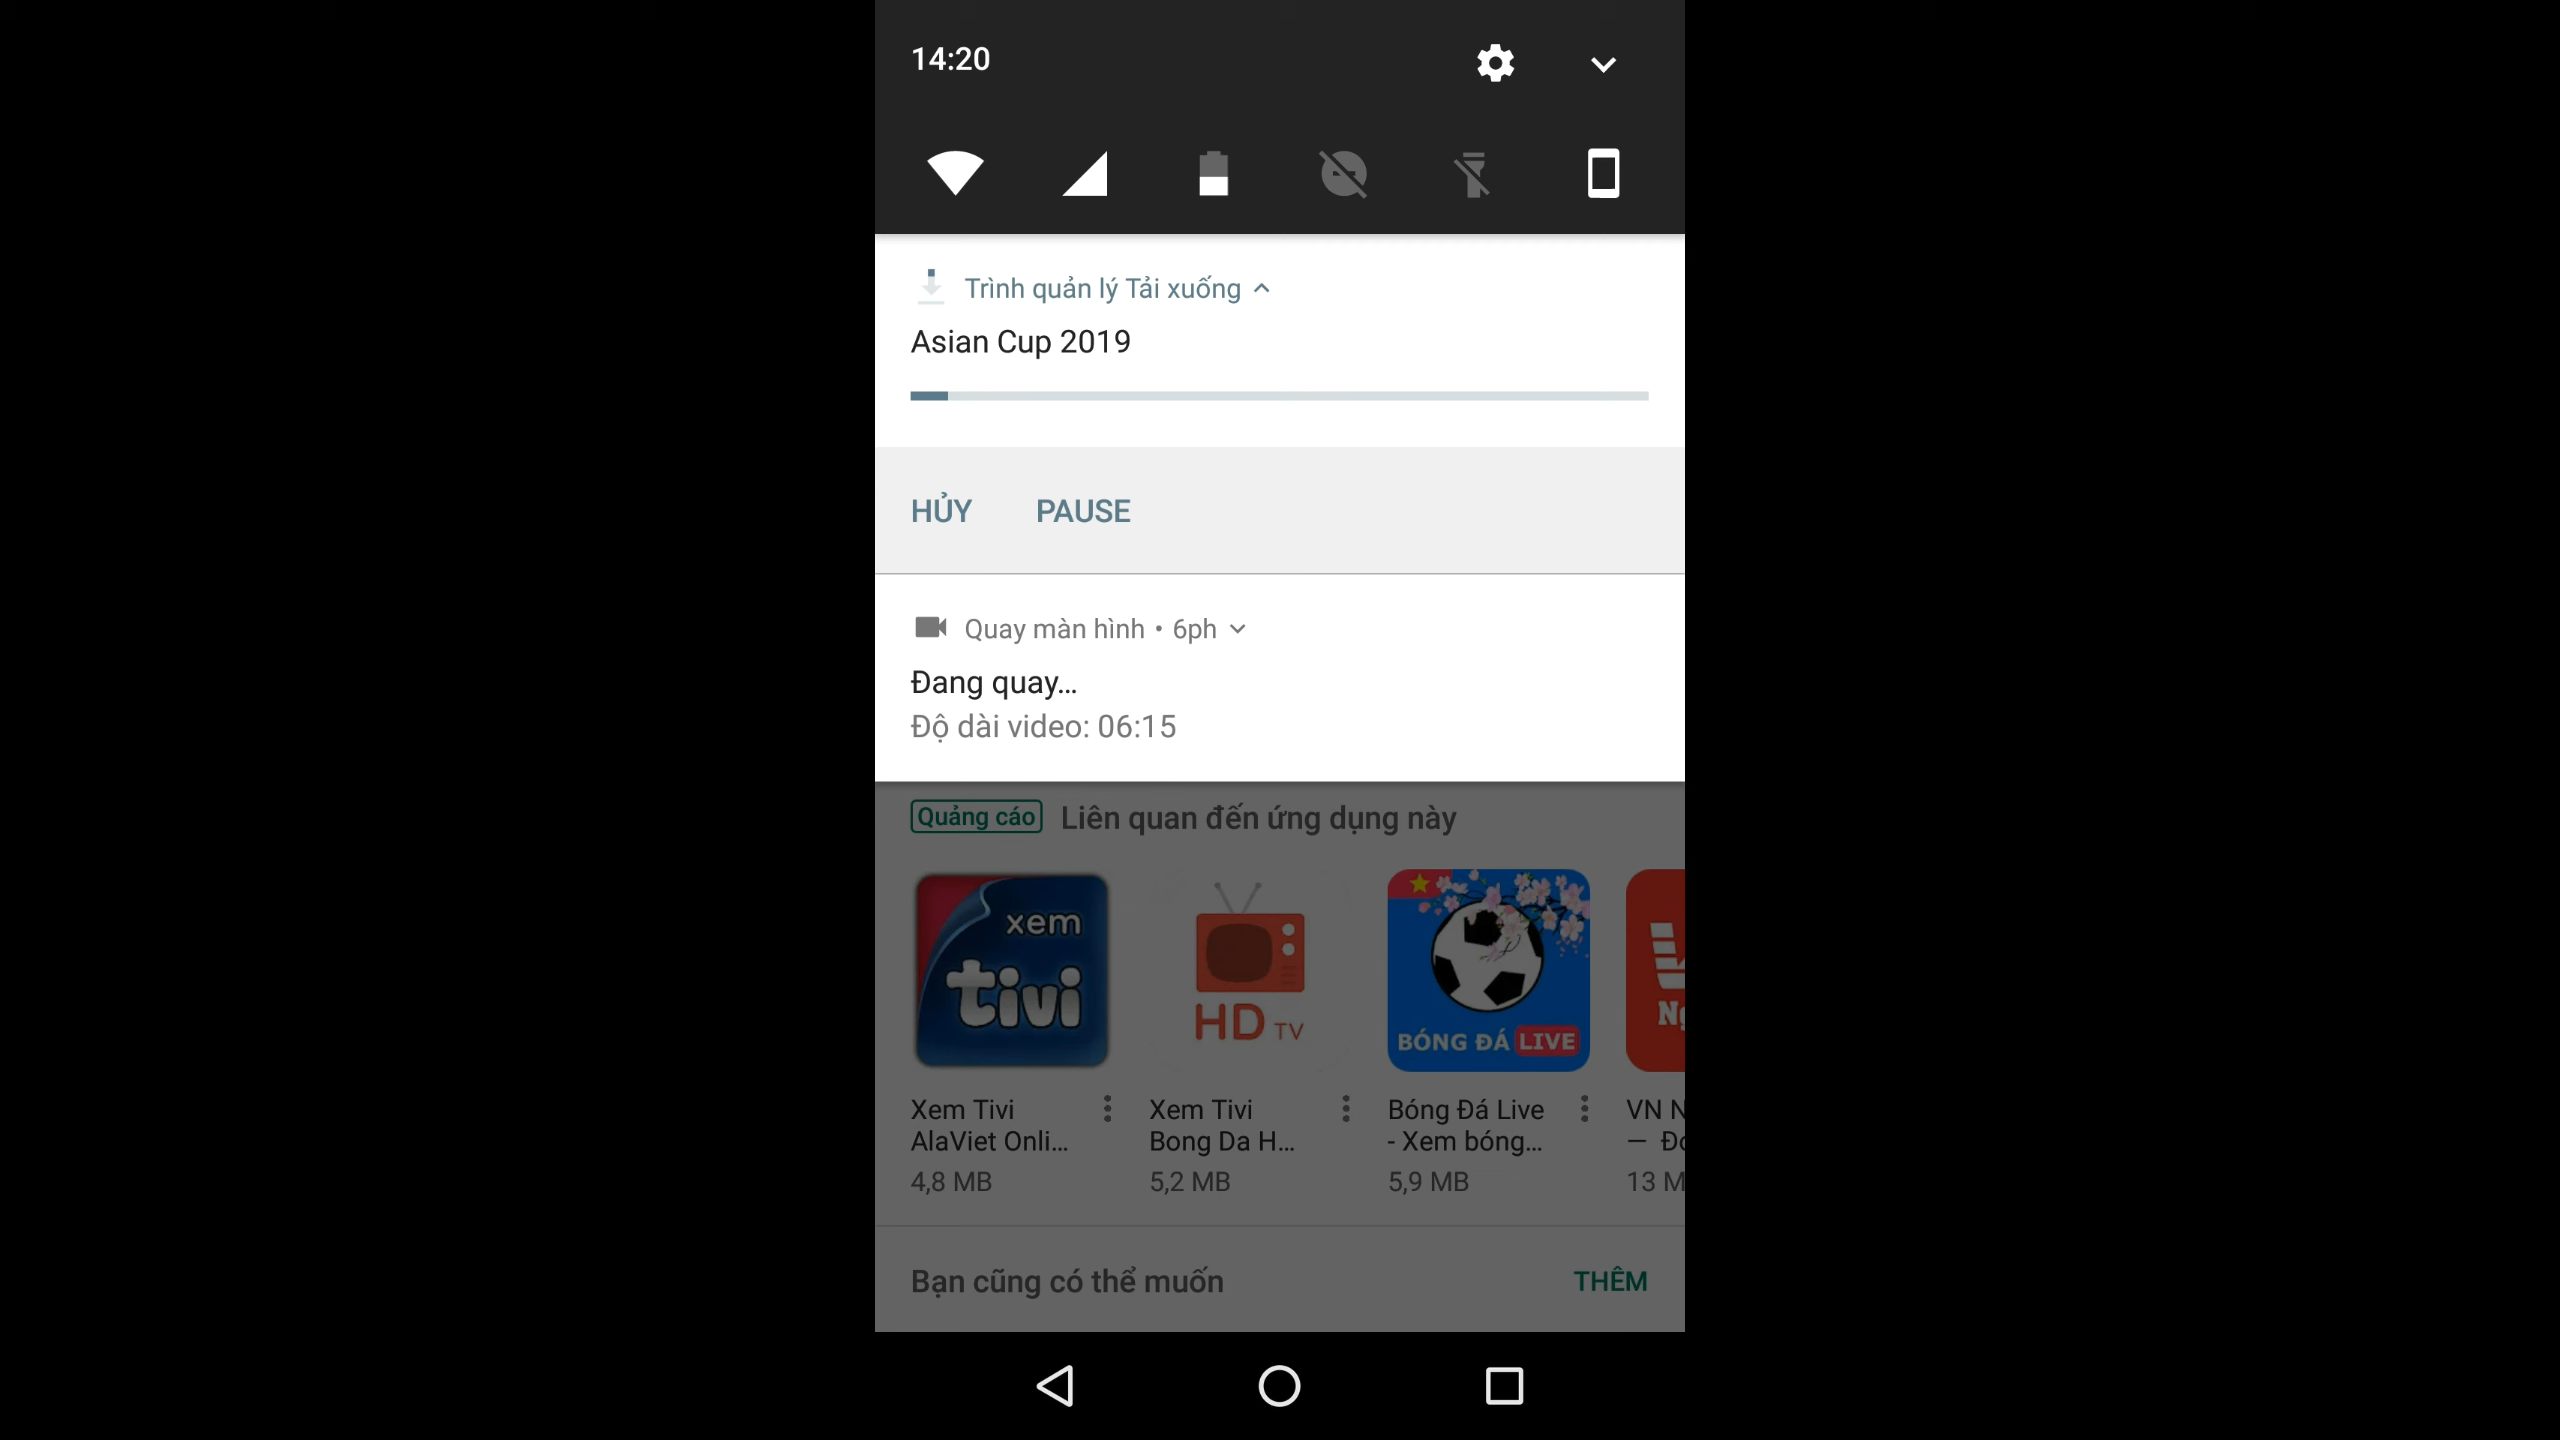 14:20
Trình quản lý Tải xuống
Asian Cup 2019
HỦY PAUSE
Quay màn hình • 6ph
Đang quay...
Độ dài video: 06:15
Quảng cáo Liên quan đến ứng dụng này
xem
tivi
HD TV
BÓNG ĐÁ LIVE
Xem Tivi
AlaViet Onli...
4,8 MB
Xem Tivi
Bong Da H...
5,2 MB
Bóng Đá Live
- Xem bóng...
5,9 MB
VN
13
Bạn cũng có thể muốn THÊM